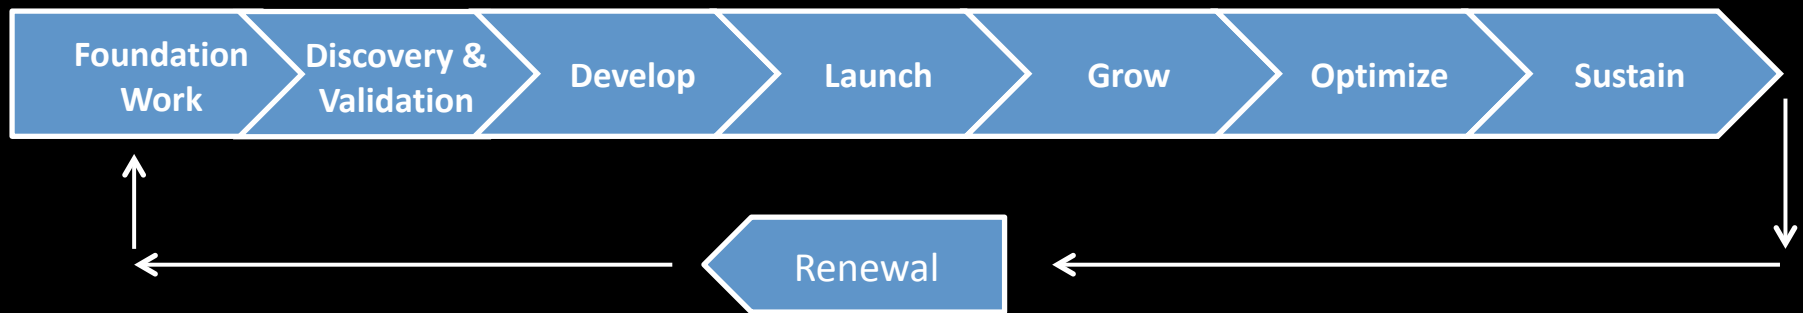 Foundation
Work
Discovery &
Validation
Develop
Launch
Grow
Optimize
Sustain
Renewal